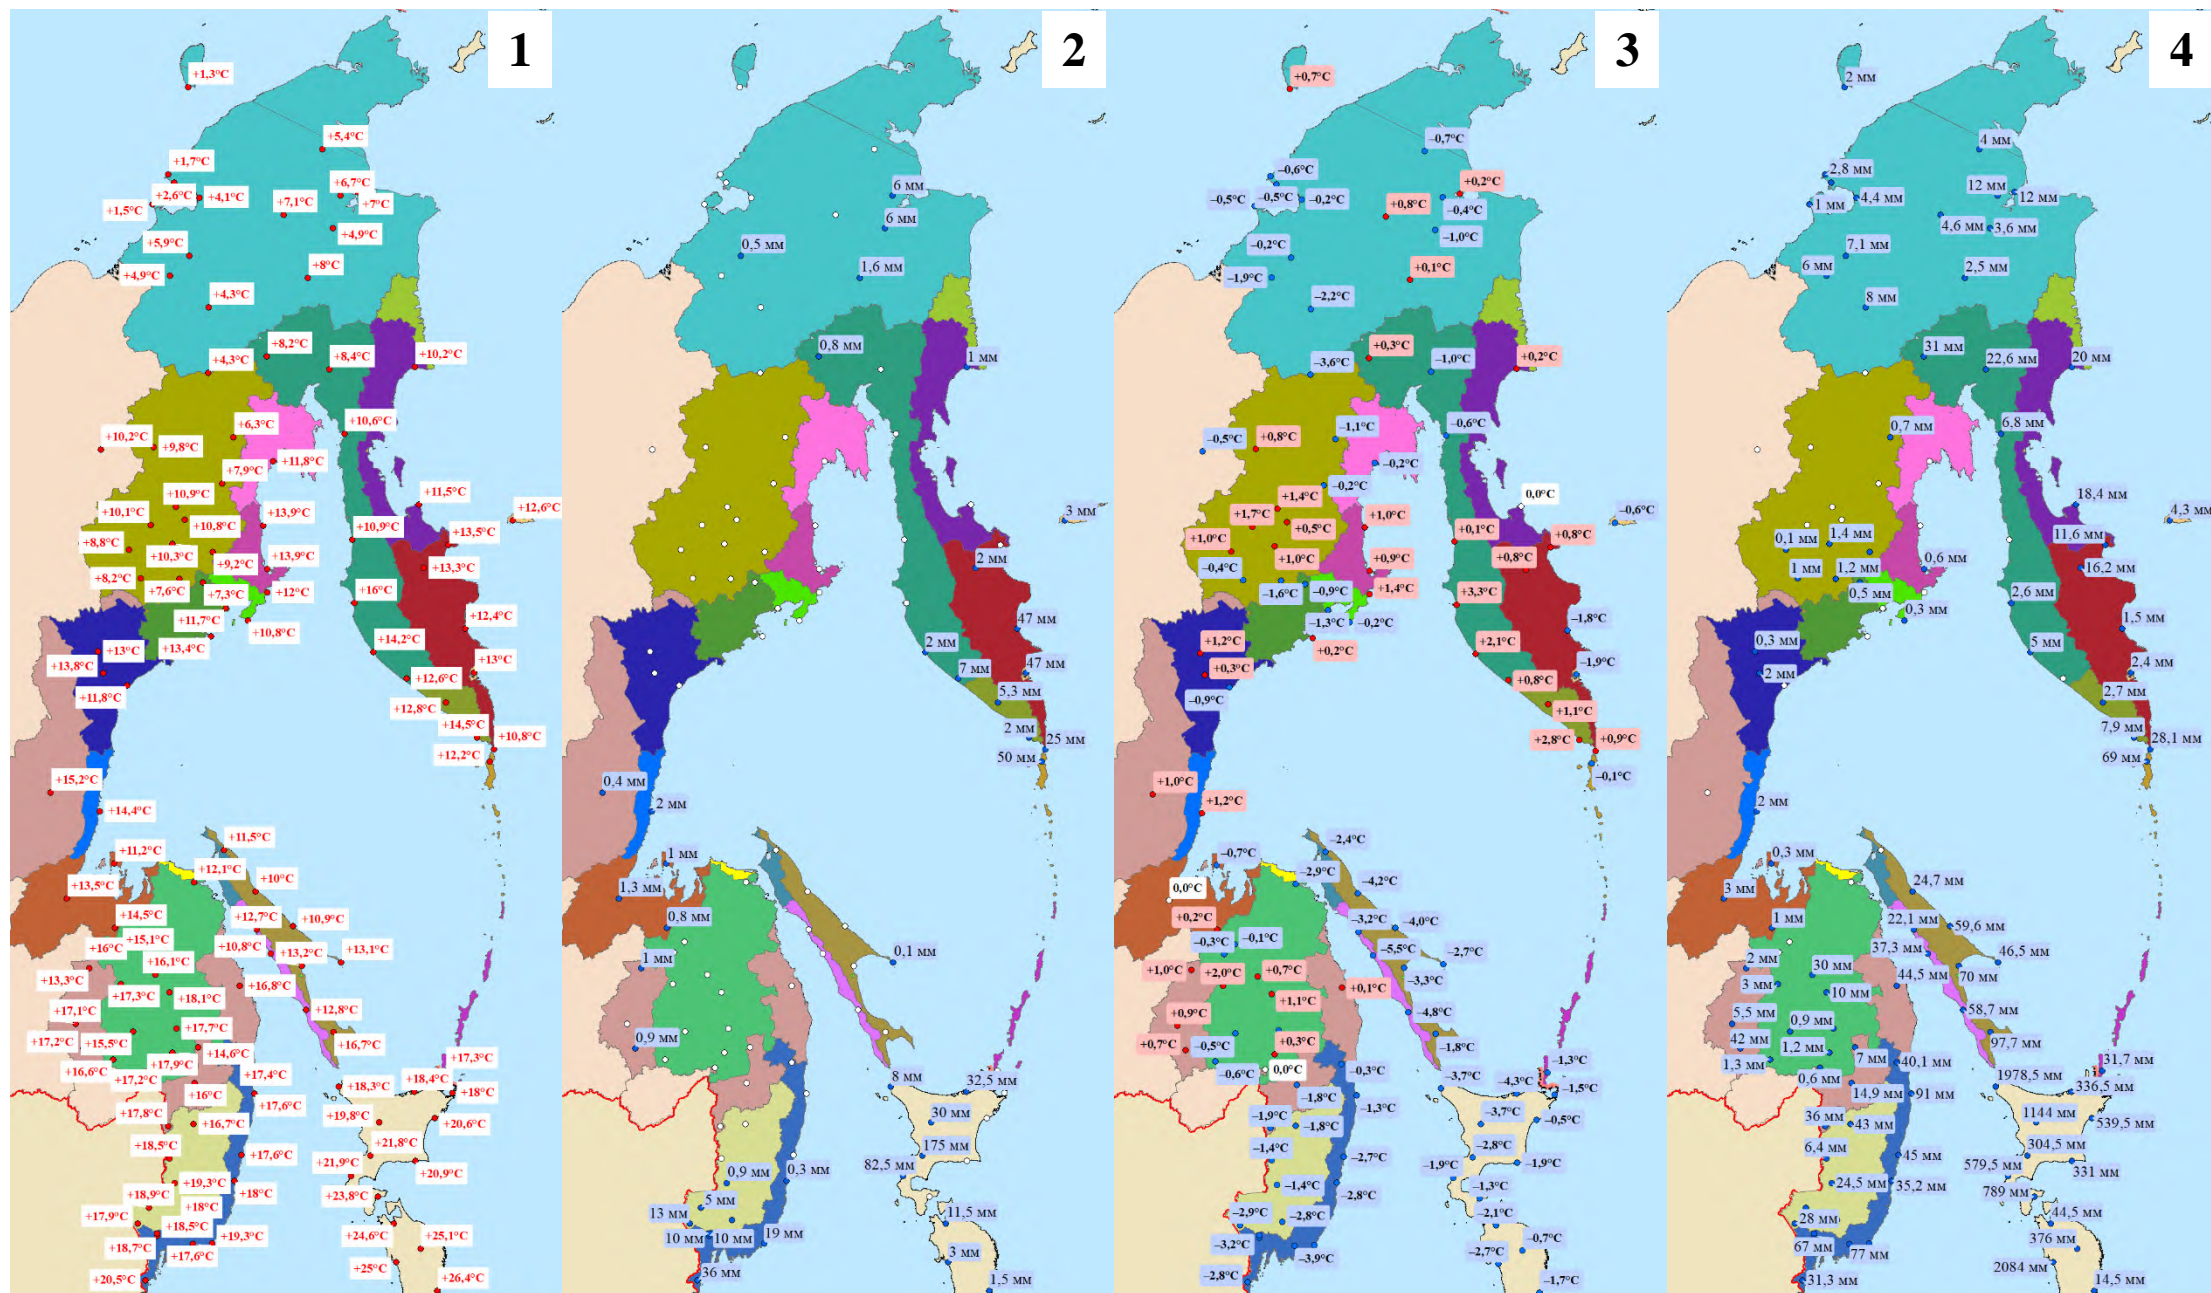 1
+1,3°C
+5,4°C
+1,7°C
+6,7°C
+2,6°C
+4,1°C
+7°C
+1,5°C
+7,1°C
+4,9°C
+5,9°C
+4,9°C
+8°C
+4,3°C
+8,2°C
+4,3°C
+8,4°C
+10,2°C
+10,6°C
+6,3°C
+10,2°C
+9,8°C
+11,8°C
+7,9°C
+10,9°C
+11,5°C
+12,6°C
+10,1°C
+10,8°C
+13,9°C
+10,9°C
+13,5°C
+8,8°C
+10,3°C
+9,2°C
+13,9°C
+13,3°C
+8,2°C
+7,6°C
+7,3°C
+12°C
+16°C
+11,7°C
+10,8°C
+12,4°C
+13,4°C
+14,2°C
+13°C
+13,8°C
+13°C
+11,8°C
+12,6°C
+12,8°C
+14,5°C
+10,8°C
+12,2°C
+15,2°C
+14,4°C
+11,5°C
+11,2°C
+12,1°C
+13,5°C
+10°C
+14,5°C
+12,7°C
+10,9°C
+16°C
+15,1°C
+10,8°C
+13,2°C
+13,1°C
+13,3°C
+16,1°C
+16,8°C
+17,3°C
+18,1°C
+17,1°C
+12,8°C
+17,2°C
+15,5°C
+17,7°C
+16,7°C
+16,6°C
+17,9°C
+14,6°C
+17,3°C
+17,2°C
+17,4°C
+18,3°C
+18,4°C
+18°C
+16°C
+17,6°C
+17,8°C
+16,7°C
+19,8°C
+20,6°C
+18,5°C
+17,6°C
+21,8°C
+21,9°C
+20,9°C
+19,3°C
+18°C
+23,8°C
+18,9°C
+18°C
+17,9°C
+18,5°C
+19,3°C
+24,6°C
+25,1°C
+18,7°C
+17,6°C
+25°C
+20,5°C
+26,4°C
2
6 мм
6 мм
0,5 мм
1,6 мм
0,8 мм
1 мм
3 мм
2 мм
47 мм
2 мм
47 мм
7 мм
5,3 мм
2 мм
25 мм
50 мм
0,4 мм
2 мм
1 мм
1,3 мм
0,8 мм
1 мм
0,1 мм
0,9 мм
8 мм
32,5 мм
30 мм
175 мм
82,5 мм
0,9 мм
0,3 мм
5 мм
13 мм
10 мм
10 мм
19 мм
11,5 мм
3 мм
36 мм
1,5 мм
3
+0,7°C
–0,7°C
–0,6°C
+0,2°C
–0,5°C
–0,5°C
–0,2°C
–0,4°C
+0,8°C
–1,0°C
–0,2°C
–1,9°C
+0,1°C
–2,2°C
+0,3°C
–3,6°C
–1,0°C
+0,2°C
–0,6°C
–1,1°C
–0,5°C
+0,8°C
–0,2°C
–0,2°C
+1,4°C
0,0°C
–0,6°C
+1,7°C
+0,5°C
+1,0°C
+0,1°C
+0,8°C
+1,0°C
+1,0°C
+0,9°C
+0,8°C
–0,4°C
–1,6°C
–0,9°C
+1,4°C
+3,3°C
–1,3°C
–0,2°C
–1,8°C
+1,2°C
+0,2°C
+2,1°C
–1,9°C
+0,3°C
–0,9°C
+0,8°C
+1,1°C
+2,8°C
+0,9°C
–0,1°C
+1,0°C
+1,2°C
–2,4°C
–0,7°C
–2,9°C
0,0°C
–4,2°C
+0,2°C
–3,2°C
–4,0°C
–0,3°C
–0,1°C
–5,5°C
–2,7°C
+1,0°C
+2,0°C
+0,7°C
–3,3°C
+0,1°C
+1,1°C
+0,9°C
–4,8°C
+0,7°C
–0,5°C
+0,3°C
–1,8°C
–0,6°C
0,0°C
–0,3°C
–1,3°C
–3,7°C
–4,3°C
–1,5°C
–1,8°C
–1,3°C
–1,9°C
–1,8°C
–3,7°C
–0,5°C
–1,4°C
–2,7°C
–2,8°C
–1,9°C
–1,9°C
–1,4°C
–2,8°C
–1,3°C
–2,9°C
–2,8°C
–2,1°C
–3,2°C
–3,9°C
–0,7°C
–2,7°C
–2,8°C
–1,7°C
4
2 мм
4 мм
2,8 мм
12 мм
1 мм
4,4 мм
12 мм
4,6 мм
3,6 мм
7,1 мм
6 мм
2,5 мм
8 мм
31 мм
22,6 мм
20 мм
0,7 мм
6,8 мм
18,4 мм
4,3 мм
0,1 мм
1,4 мм
11,6 мм
0,6 мм
16,2 мм
1 мм
1,2 мм
0,5 мм
2,6 мм
0,3 мм
1,5 мм
0,3 мм
5 мм
2,4 мм
2 мм
2,7 мм
7,9 мм
28,1 мм
69 мм
2 мм
0,3 мм
3 мм
24,7 мм
1 мм
22,1 мм
59,6 мм
37,3 мм
46,5 мм
2 мм
30 мм
44,5 мм
70 мм
3 мм
10 мм
5,5 мм
58,7 мм
42 мм
0,9 мм
97,7 мм
1,3 мм
1,2 мм
7 мм
40,1 мм
31,7 мм
0,6 мм
14,9 мм
91 мм
1978,5 мм
336,5 мм
36 мм
43 мм
1144 мм
539,5 мм
6,4 мм
45 мм
304,5 мм
579,5 мм
331 мм
24,5 мм
35,2 мм
789 мм
28 мм
44,5 мм
67 мм
77 мм
376 мм
2084 мм
31,3 мм
14,5 мм